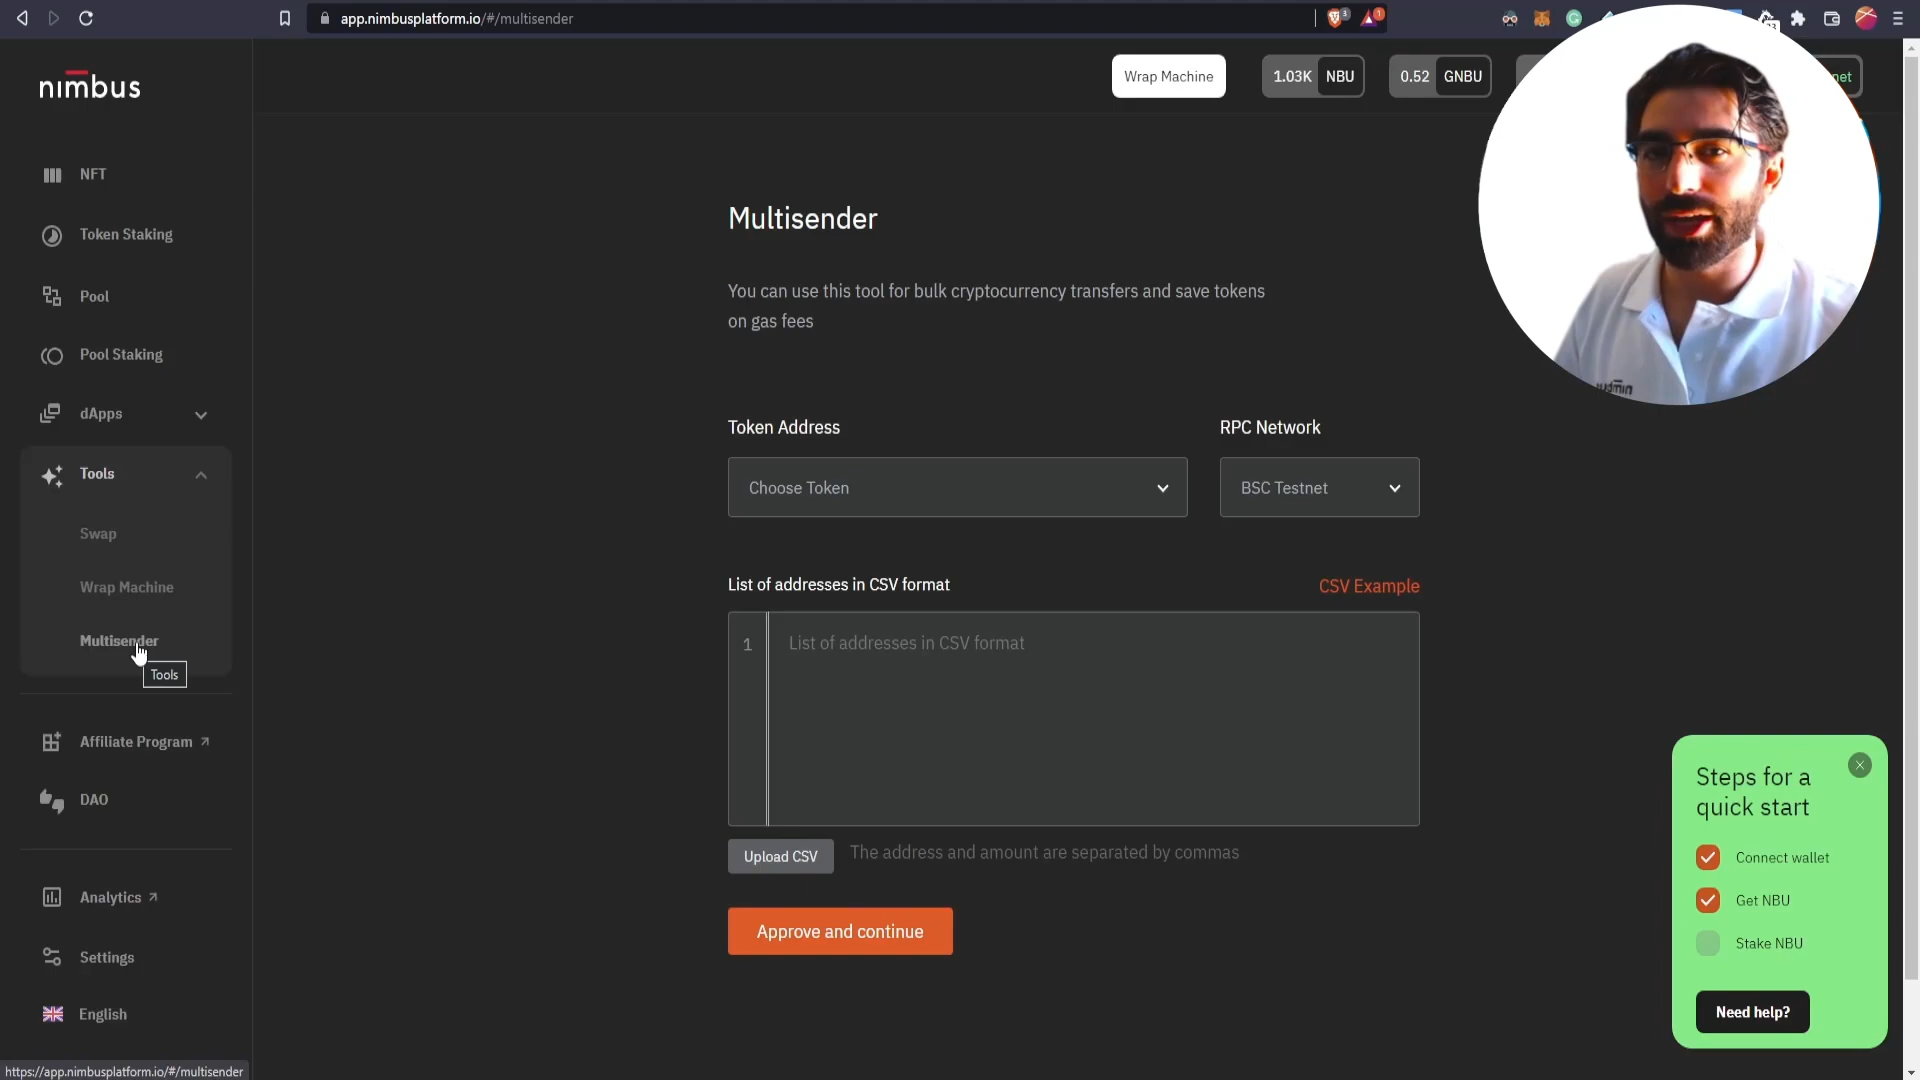 app.nimbusplatform.io/#/multisender
3
1
23
nimbus
Wrap Machine
1.03K NBU
0.52 GNBU
net
NFT
Token Staking
Pool
Pool Staking
dApps
Tools
Swap
Wrap Machine
Multisender
Tools
Affiliate Program
DAO
Analytics
Settings
English
Multisender
You can use this tool for bulk cryptocurrency transfers and save tokens
on gas fees
Token Address
RPC Network
Choose Token
BSC Testnet
List of addresses in CSV format
CSV Example
1
List of addresses in CSV format
Upload CSV
The address and amount are separated by commas
Approve and continue
Steps for a
quick start
Connect wallet
Get NBU
Stake NBU
Need help?
nimbus
https://app.nimbusplatform.io/#/multisender